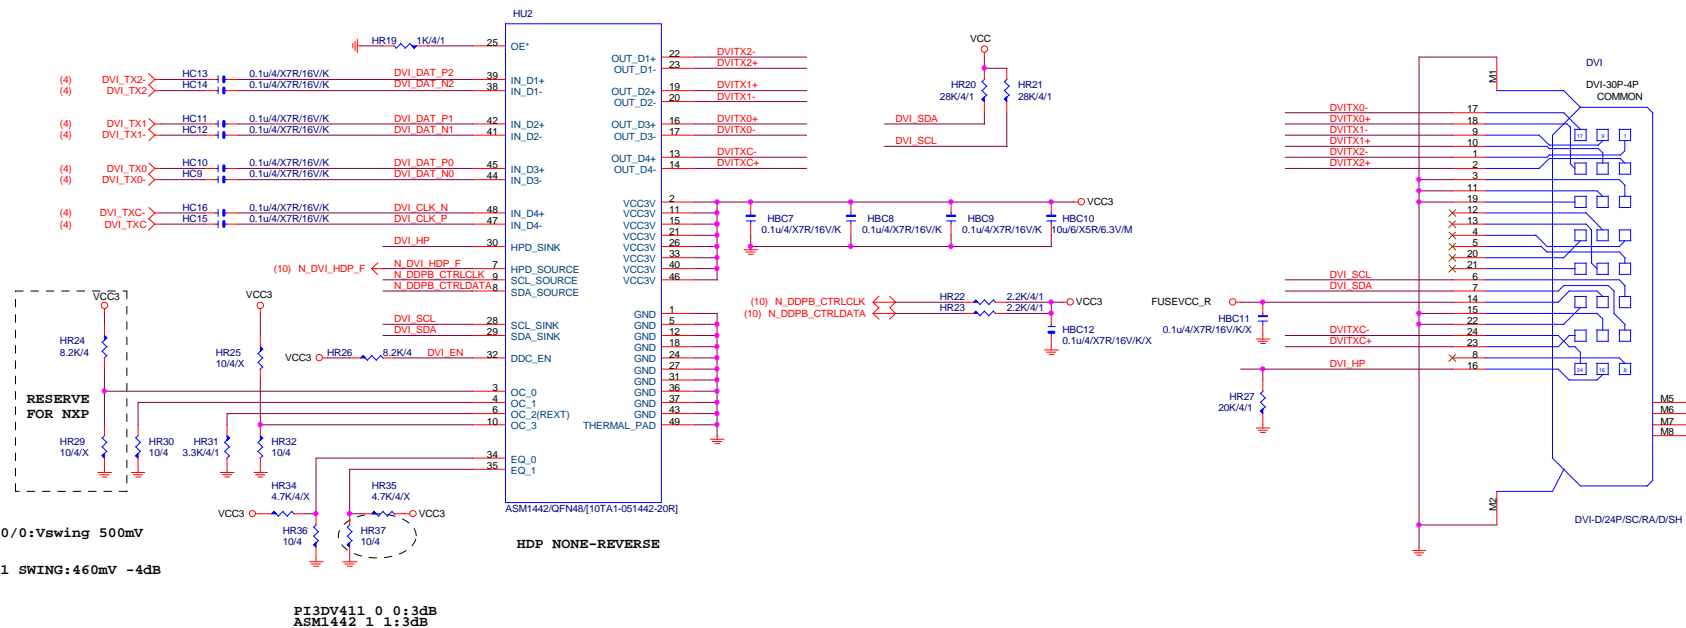 HU2
HR19 1K/4/1 25 OE*
(4) DVI_TX2- HC13 0.1u/4/X7R/16V/K DVI_DAT_P2 39 IN_D1+
(4) DVI_TX2 HC14 0.1u/4/X7R/16V/K DVI_DAT_N2 38 IN_D1-
(4) DVI_TX1 HC11 0.1u/4/X7R/16V/K DVI_DAT_P1 42 IN_D2+
(4) DVI_TX1- HC12 0.1u/4/X7R/16V/K DVI_DAT_N1 41 IN_D2-
(4) DVI_TX0 HC10 0.1u/4/X7R/16V/K DVI_DAT_P0 45 IN_D3+
(4) DVI_TX0- HC9 0.1u/4/X7R/16V/K DVI_DAT_N0 44 IN_D3-
(4) DVI_TXC- HC16 0.1u/4/X7R/16V/K DVI_CLK_N 48 IN_D4+
(4) DVI_TXC HC15 0.1u/4/X7R/16V/K DVI_CLK_P 47 IN_D4-
DVI_HP 30 HPD_SINK
(10) N_DVI_HDP_F N_DVI_HDP_F 7 HPD_SOURCE
N_DDPB_CTRLCLK 9 SCL_SOURCE
N_DDPB_CTRLDATA 8 SDA_SOURCE
DVI_SCL 28 SCL_SINK
DVI_SDA 29 SDA_SINK
VCC3 HR26 8.2K/4 DVI_EN 32 DDC_EN
3 OC_0
4 OC_1
6 OC_2(REXT)
10 OC_3
34 EQ_0
35 EQ_1
VCC3
HR24
8.2K/4
RESERVE
FOR NXP
HR29
10/4/X
VCC3
HR25
10/4/X
HR30
10/4
HR31
3.3K/4/1
HR32
10/4
HR34
4.7K/4/X
VCC3
HR36
10/4
HR35
4.7K/4/X
VCC3
HR37
10/4
0/0:Vswing 500mV
1 SWING:460mV -4dB
PI3DV411 0 0:3dB
ASM1442 1 1:3dB
OUT_D1+ 22 DVITX2-
OUT_D1- 23 DVITX2+
OUT_D2+ 19 DVITX1+
OUT_D2- 20 DVITX1-
OUT_D3+ 16 DVITX0+
OUT_D3- 17 DVITX0-
OUT_D4+ 13 DVITXC-
OUT_D4- 14 DVITXC+
VCC3V 2
VCC3V 11
VCC3V 15
VCC3V 21
VCC3V 26
VCC3V 33
VCC3V 40
VCC3V 46
GND 1
GND 5
GND 12
GND 18
GND 24
GND 27
GND 31
GND 36
GND 37
GND 43
THERMAL_PAD 49
ASM1442/QFN48/[10TA1-051442-20R]
HDP NONE-REVERSE
VCC
HR20
28K/4/1
HR21
28K/4/1
DVI_SDA
DVI_SCL
VCC3
HBC7
0.1u/4/X7R/16V/K
HBC8
0.1u/4/X7R/16V/K
HBC9
0.1u/4/X7R/16V/K
HBC10
10u/6/X5R/6.3V/M
(10) N_DDPB_CTRLCLK HR22 2.2K/4/1 VCC3
(10) N_DDPB_CTRLDATA HR23 2.2K/4/1
HBC12
0.1u/4/X7R/16V/K/X
FUSEVCC_R
HBC11
0.1u/4/X7R/16V/K/X
HR27
20K/4/1
DVI
DVI-30P-4P
COMMON
M1
DVITX0- 17
DVITX0+ 18
DVITX1- 9
DVITX1+ 10
DVITX2- 1
DVITX2+ 2
3
11
19
12
13
4
5
20
21
DVI_SCL 6
DVI_SDA 7
14
15
22
DVITXC- 24
DVITXC+ 23
8
DVI_HP 16
17 9 1
24 16 8
M5
M6
M7
M8
M2
DVI-D/24P/SC/RA/D/SH